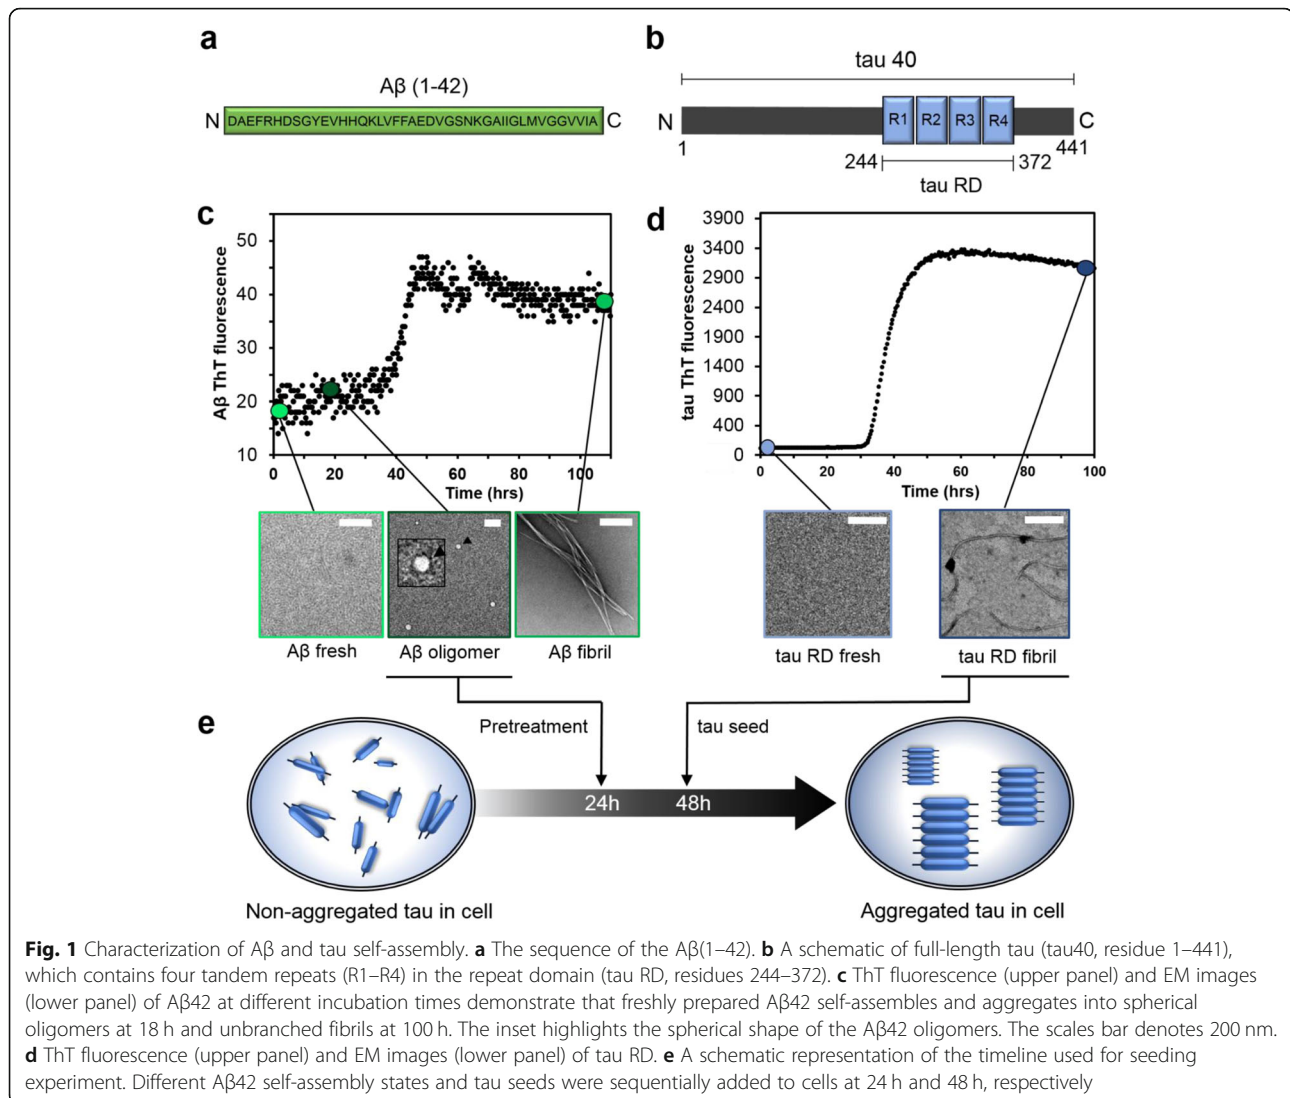 a
Aβ (1-42)
N DAEFRHDSGYEVHHQKLVFFAEDVGSNKGAIIGLMVGGVVIA C
b
tau 40
N R1 R2 R3 R4 C
1 244 372 441
tau RD
c
Aβ ThT fluorescence
50
40
30
20
10
0 20 40 60 80 100
Time (hrs)
Aβ fresh Aβ oligomer Aβ fibril
d
tau ThT fluorescence
3900
3400
2900
2400
1900
1400
900
400
0
0 20 40 60 80 100
Time (hrs)
tau RD fresh tau RD fibril
e
Pretreatment tau seed
24h 48h
Non-aggregated tau in cell Aggregated tau in cell
Fig. 1 Characterization of Aβ and tau self-assembly. a The sequence of the Aβ(1–42). b A schematic of full-length tau (tau40, residue 1–441),
which contains four tandem repeats (R1–R4) in the repeat domain (tau RD, residues 244–372). c ThT fluorescence (upper panel) and EM images
(lower panel) of Aβ42 at different incubation times demonstrate that freshly prepared Aβ42 self-assembles and aggregates into spherical
oligomers at 18 h and unbranched fibrils at 100 h. The inset highlights the spherical shape of the Aβ42 oligomers. The scales bar denotes 200 nm.
d ThT fluorescence (upper panel) and EM images (lower panel) of tau RD. e A schematic representation of the timeline used for seeding
experiment. Different Aβ42 self-assembly states and tau seeds were sequentially added to cells at 24 h and 48 h, respectively